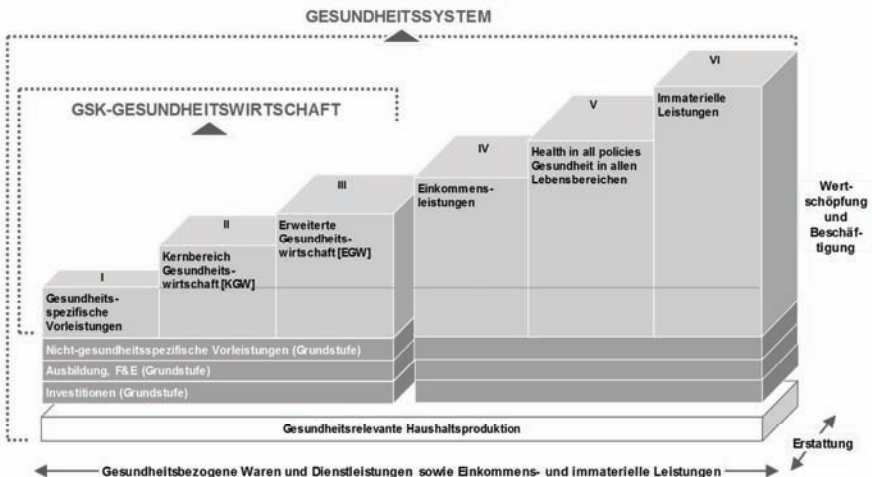 GESUNDHEITSSYSTEM
GSK-GESUNDHEITSWIRTSCHAFT
I
Gesundheits-
spezifische
Vorleistungen
II
Kernbereich
Gesundheits-
wirtschaft [KGW]
III
Erweiterte
Gesundheits-
wirtschaft [EGW]
IV
Einkommens-
leistungen
V
Health in all policies
Gesundheit in allen
Lebensbereichen
VI
Immaterielle
Leistungen
Wert-
schöpfung
und
Beschäf-
tigung
Nicht-gesundheitsspezifische Vorleistungen (Grundstufe)
Ausbildung, F&E (Grundstufe)
Investitionen (Grundstufe)
Gesundheitsrelevante Haushaltsproduktion
Erstattung
Gesundheitsbezogene Waren und Dienstleistungen sowie Einkommens- und immaterielle Leistungen